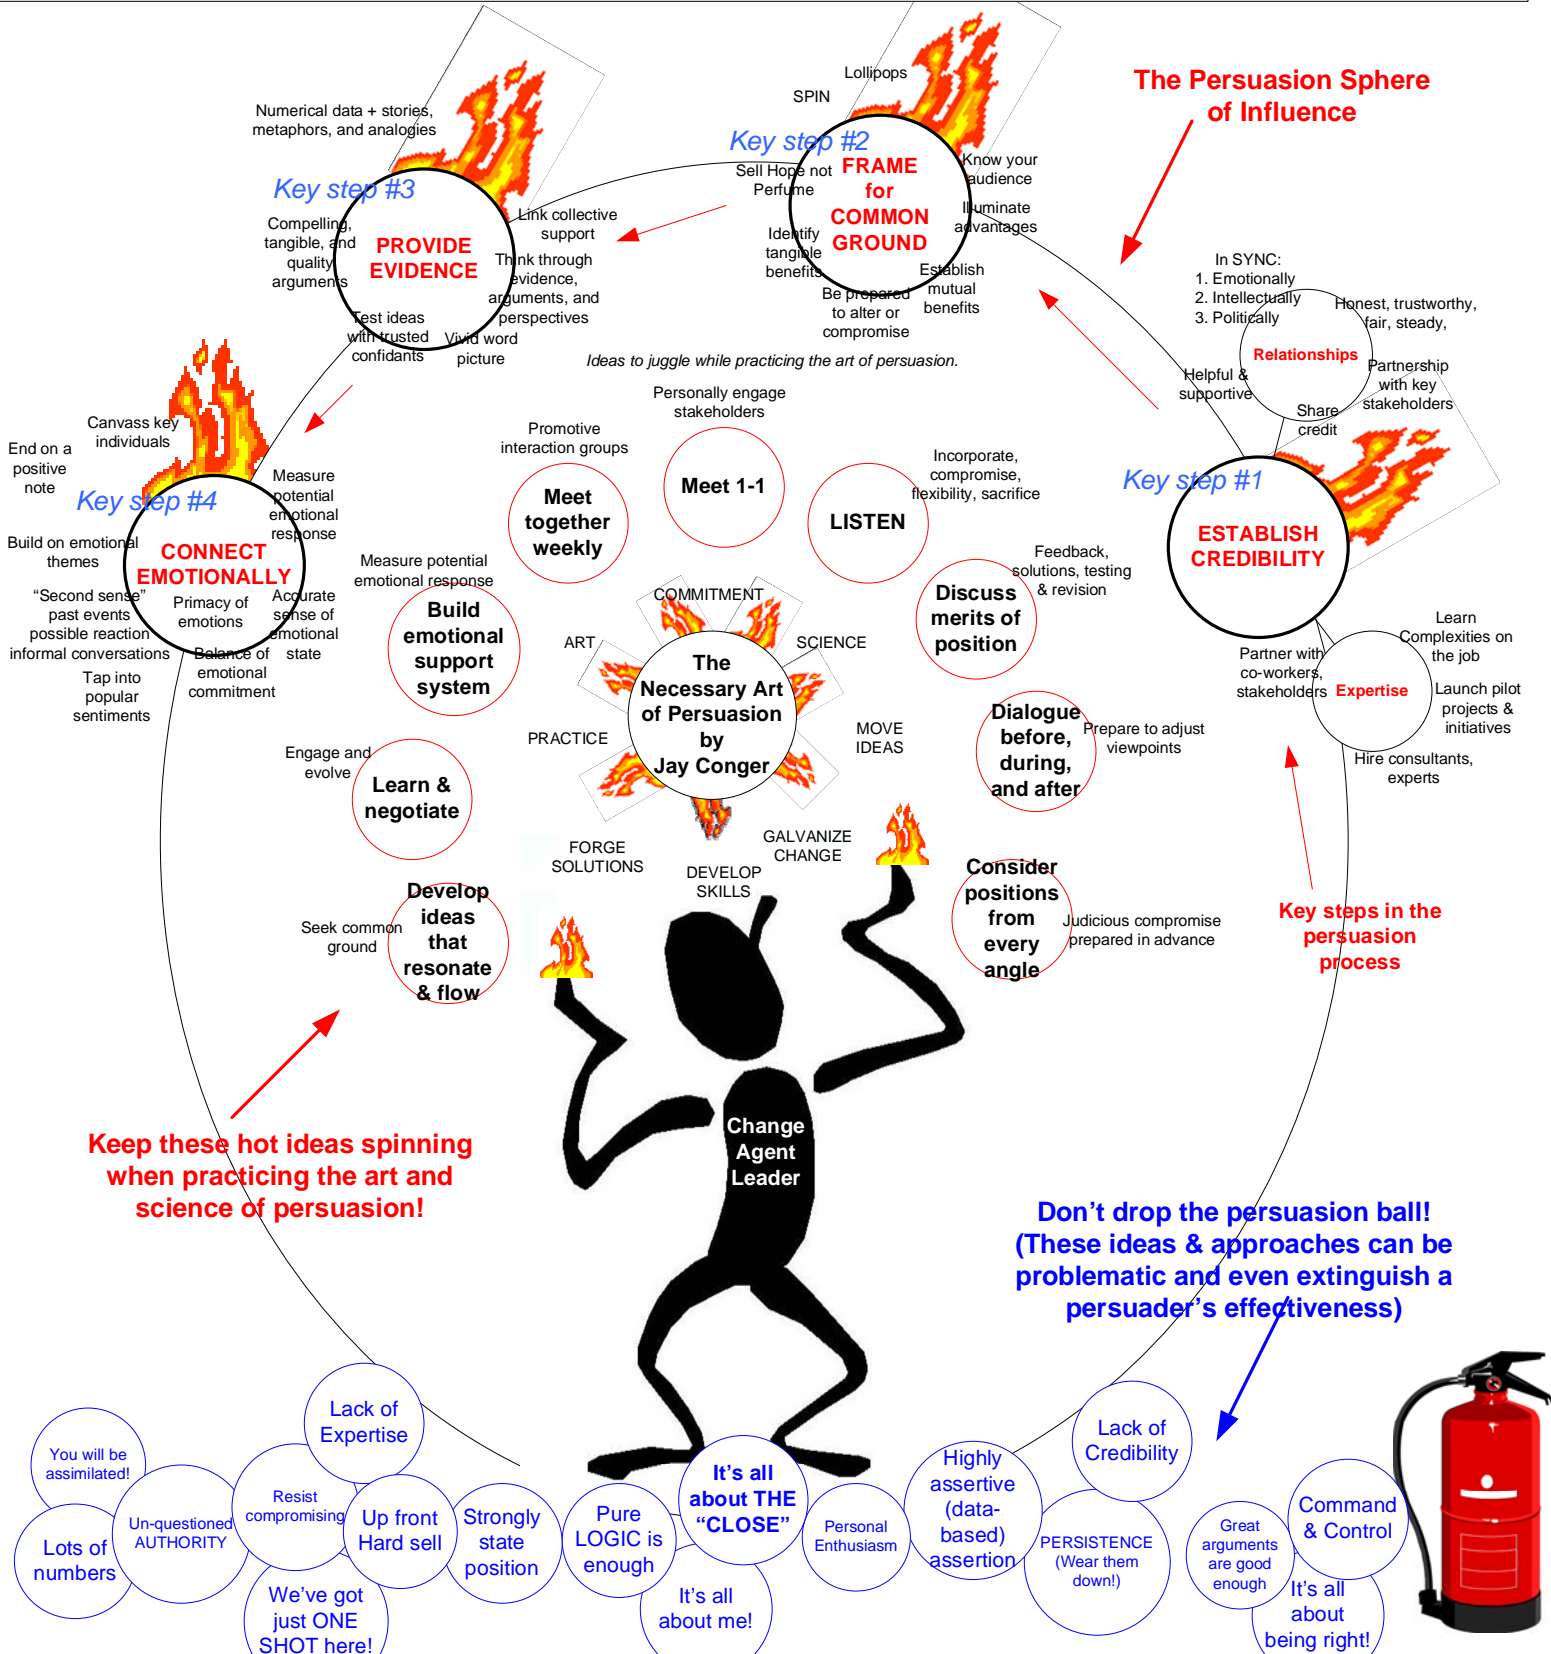 The Persuasion Sphere
of Influence
Lollipops
SPIN
Key step #2
FRAME
for
COMMON
GROUND
Sell Hope not
Perfume
Know your
audience
Illuminate
advantages
Identify
tangible
benefits
Establish
mutual
benefits
Be prepared
to alter or
compromise
Numerical data + stories,
metaphors, and analogies
Key step #3
PROVIDE
EVIDENCE
Compelling,
tangible, and
quality
arguments
Link collective
support
Think through
evidence,
arguments, and
perspectives
Test ideas
with trusted
confidants
Vivid word
picture
In SYNC:
1. Emotionally
2. Intellectually
3. Politically
Honest, trustworthy,
fair, steady,
Relationships
Helpful &
supportive
Partnership
with key
stakeholders
Share
credit
Key step #1
ESTABLISH
CREDIBILITY
Learn
Complexities on
the job
Partner with
co-workers,
stakeholders
Expertise
Launch pilot
projects &
initiatives
Hire consultants,
experts
Key steps in the
persuasion
process
Canvass key
individuals
End on a
positive
note
Key step #4
CONNECT
EMOTIONALLY
Measure
potential
emotional
response
Build on emotional
themes
"Second sense"
past events
possible reaction
informal conversations
Primacy of
emotions
Accurate
sense of
emotional
state
Balance of
emotional
commitment
Tap into
popular
sentiments
Ideas to juggle while practicing the art of persuasion.
Personally engage
stakeholders
Meet 1-1
Promotive
interaction groups
Meet
together
weekly
LISTEN
Incorporate,
compromise,
flexibility, sacrifice
Measure potential
emotional response
Build
emotional
support
system
Discuss
merits of
position
Feedback,
solutions, testing
& revision
Engage and
evolve
Learn &
negotiate
Dialogue
before,
during,
and after
Prepare to adjust
viewpoints
Seek common
ground
Develop
ideas
that
resonate
& flow
Consider
positions
from
every
angle
Judicious compromise
prepared in advance
COMMITMENT
ART
SCIENCE
The
Necessary Art
of Persuasion
by
Jay Conger
PRACTICE
MOVE
IDEAS
FORGE
SOLUTIONS
DEVELOP
SKILLS
GALVANIZE
CHANGE
Change
Agent
Leader
Keep these hot ideas spinning
when practicing the art and
science of persuasion!
Don't drop the persuasion ball!
(These ideas & approaches can be
problematic and even extinguish a
persuader's effectiveness)
You will be
assimilated!
Lots of
numbers
Un-questioned
AUTHORITY
Resist
compromising
Lack of
Expertise
We've got
just ONE
SHOT here!
Up front
Hard sell
Strongly
state
position
Pure
LOGIC is
enough
It's all
about me!
It's all
about THE
"CLOSE"
Personal
Enthusiasm
Highly
assertive
(data-
based)
assertion
Lack of
Credibility
PERSISTENCE
(Wear them
down!)
Great
arguments
are good
enough
Command
& Control
It's all
about
being right!